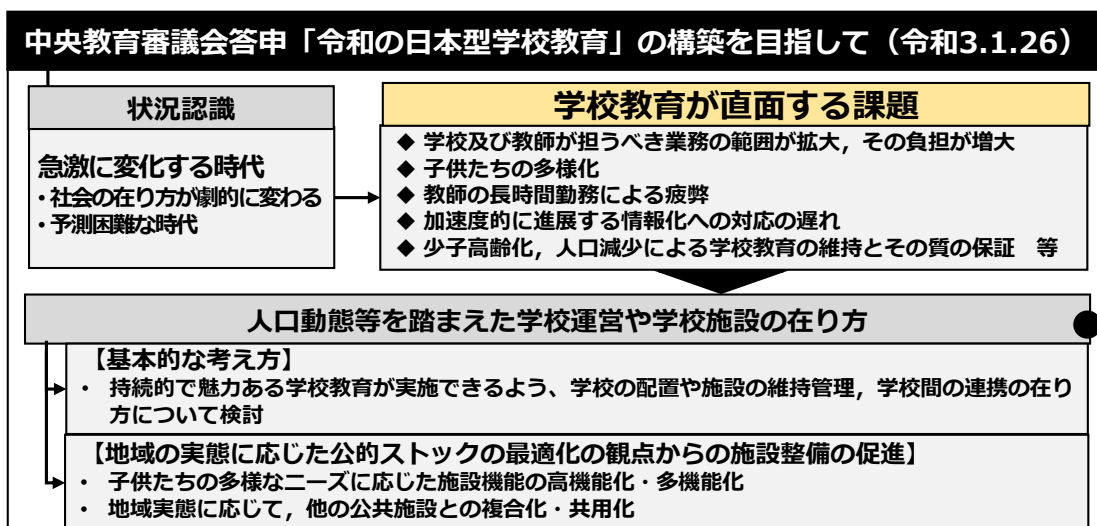 中央教育審議会答申「令和の日本型学校教育」の構築を目指して（令和3.1.26）
状況認識
急激に変化する時代
・社会の在り方が劇的に変わる
・予測困難な時代
学校教育が直面する課題
◆ 学校及び教師が担うべき業務の範囲が拡大，その負担が増大
◆ 子供たちの多様化
◆ 教師の長時間勤務による疲弊
◆ 加速度的に進展する情報化への対応の遅れ
◆ 少子高齢化，人口減少による学校教育の維持とその質の保証　等
人口動態等を踏まえた学校運営や学校施設の在り方
【基本的な考え方】
・ 持続的で魅力ある学校教育が実施できるよう、学校の配置や施設の維持管理，学校間の連携の在り
方について検討
【地域の実態に応じた公的ストックの最適化の観点からの施設整備の促進】
・ 子供たちの多様なニーズに応じた施設機能の高機能化・多機能化
・ 地域実態に応じて，他の公共施設との複合化・共用化